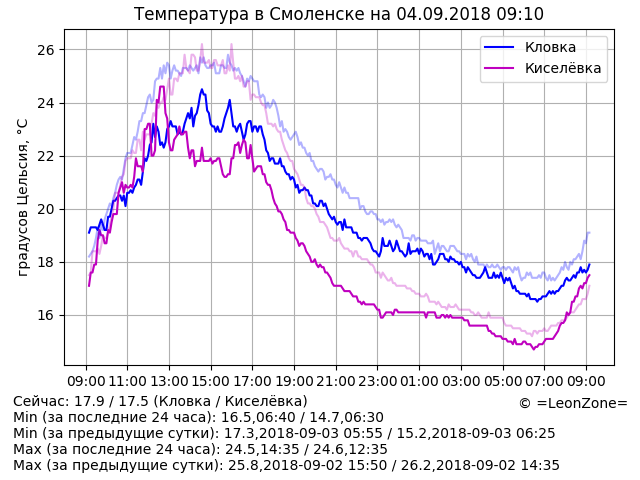 Температура в Смоленске на 04.09.2018 09:10
Кловка
Киселёвка
градусов Цельсия, °C
26
24
22
20
18
16
09:00 11:00 13:00 15:00 17:00 19:00 21:00 23:00 01:00 03:00 05:00 07:00 09:00
Сейчас: 17.9 / 17.5 (Кловка / Киселёвка)
© =LeonZone=
Min (за последние 24 часа): 16.5,06:40 / 14.7,06:30
Min (за предыдущие сутки): 17.3,2018-09-03 05:55 / 15.2,2018-09-03 06:25
Max (за последние 24 часа): 24.5,14:35 / 24.6,12:35
Max (за предыдущие сутки): 25.8,2018-09-02 15:50 / 26.2,2018-09-02 14:35